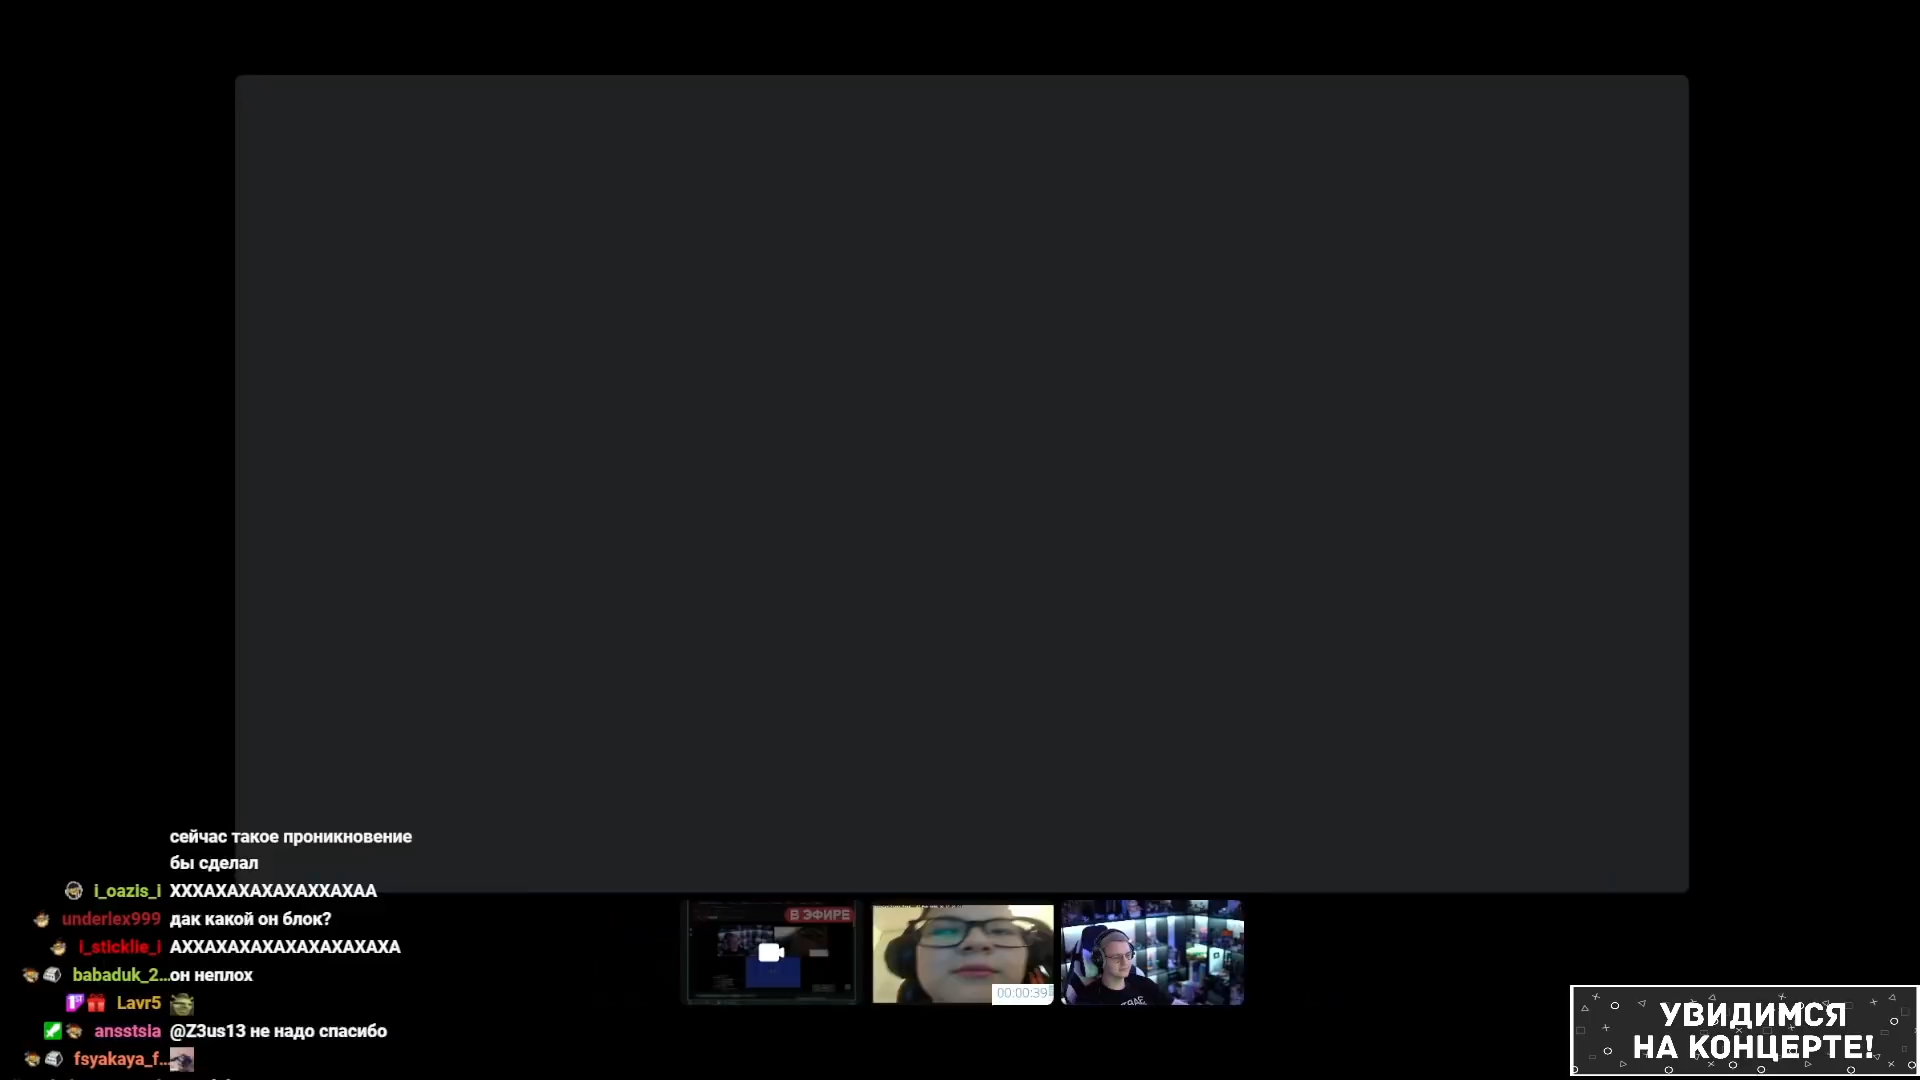 сейчас такое проникновение
бы сделал
i_oazis_i ХХХАХАХАХАХАХХАХАА
underlex999 дак какой он блок?
i_sticklie_i АХХАХАХАХАХАХАХАХАХА
babaduk_2... он неплох
Lavr5
ansstsia @Z3us13 не надо спасибо
fsyakaya_f...
В ЭФИРЕ
00:00:39
УВИДИМСЯ
НА КОНЦЕРТЕ!